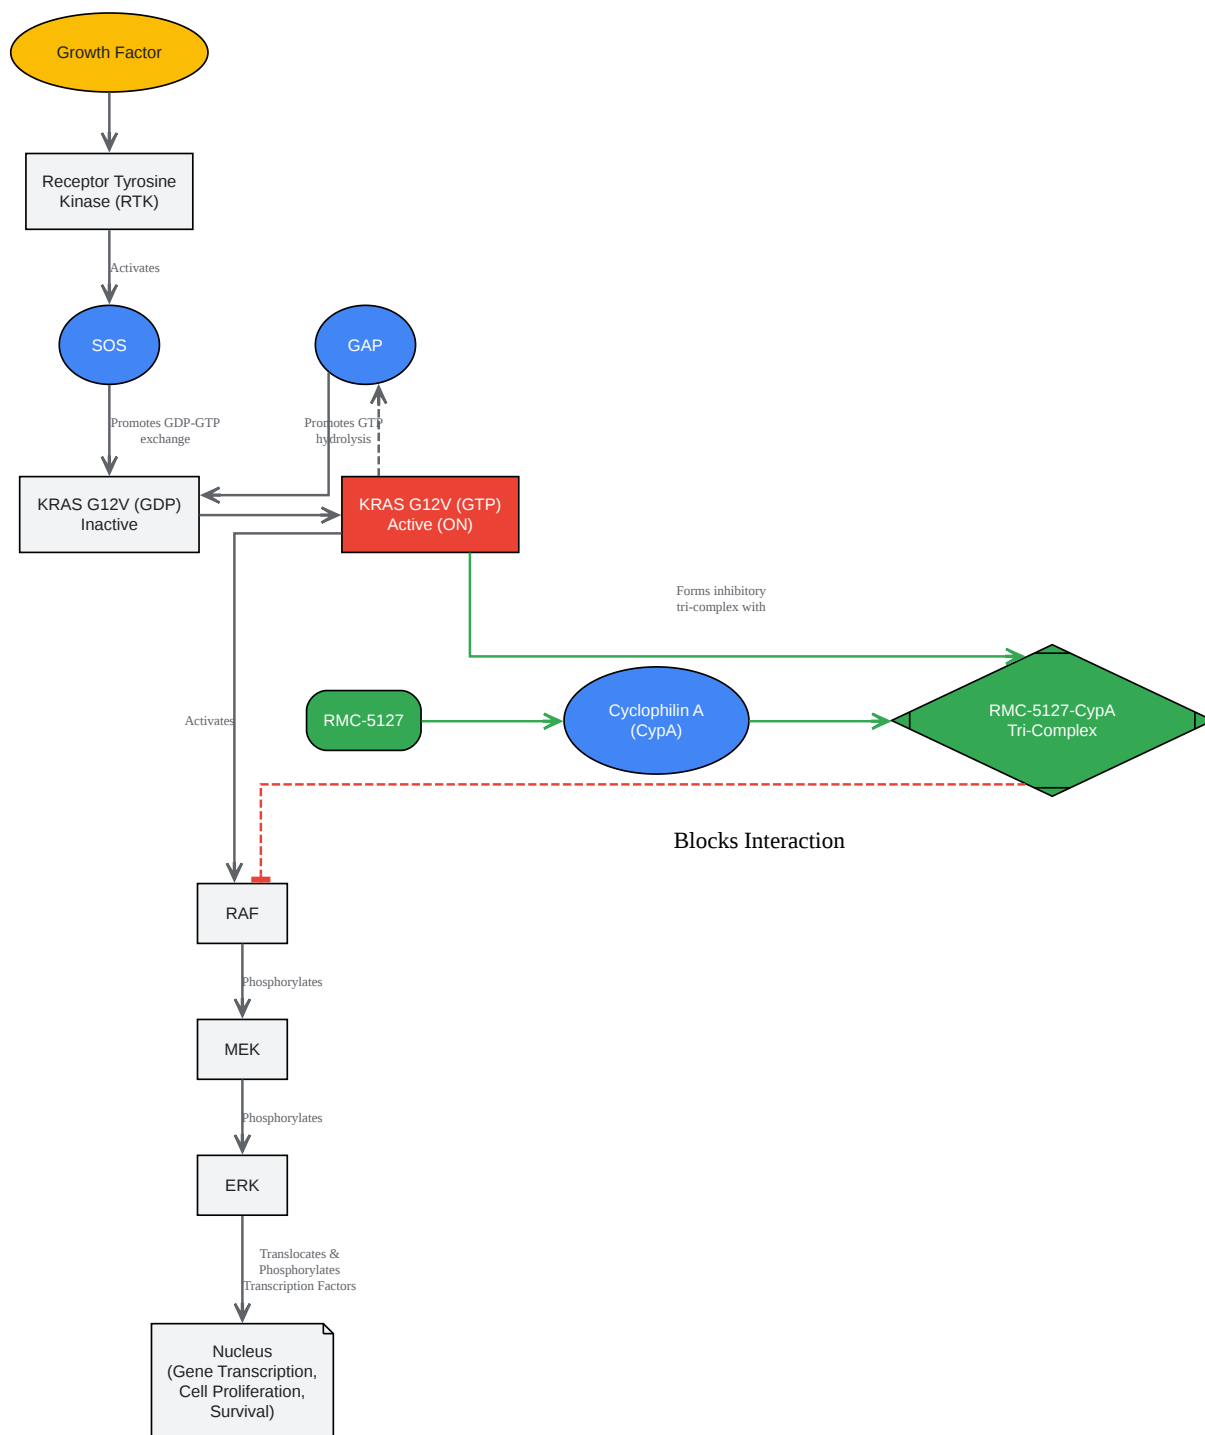 Growth Factor
Receptor Tyrosine
Kinase (RTK)
Activates
SOS
GAP
Promotes GDP-GTP
exchange
Promotes GTP
hydrolysis
KRAS G12V (GDP)
Inactive
KRAS G12V (GTP)
Active (ON)
Forms inhibitory
tri-complex with
Activates
RMC-5127
Cyclophilin A
(CypA)
RMC-5127-CypA
Tri-Complex
Blocks Interaction
RAF
Phosphorylates
MEK
Phosphorylates
ERK
Translocates &
Phosphorylates
Transcription Factors
Nucleus
(Gene Transcription,
Cell Proliferation,
Survival)